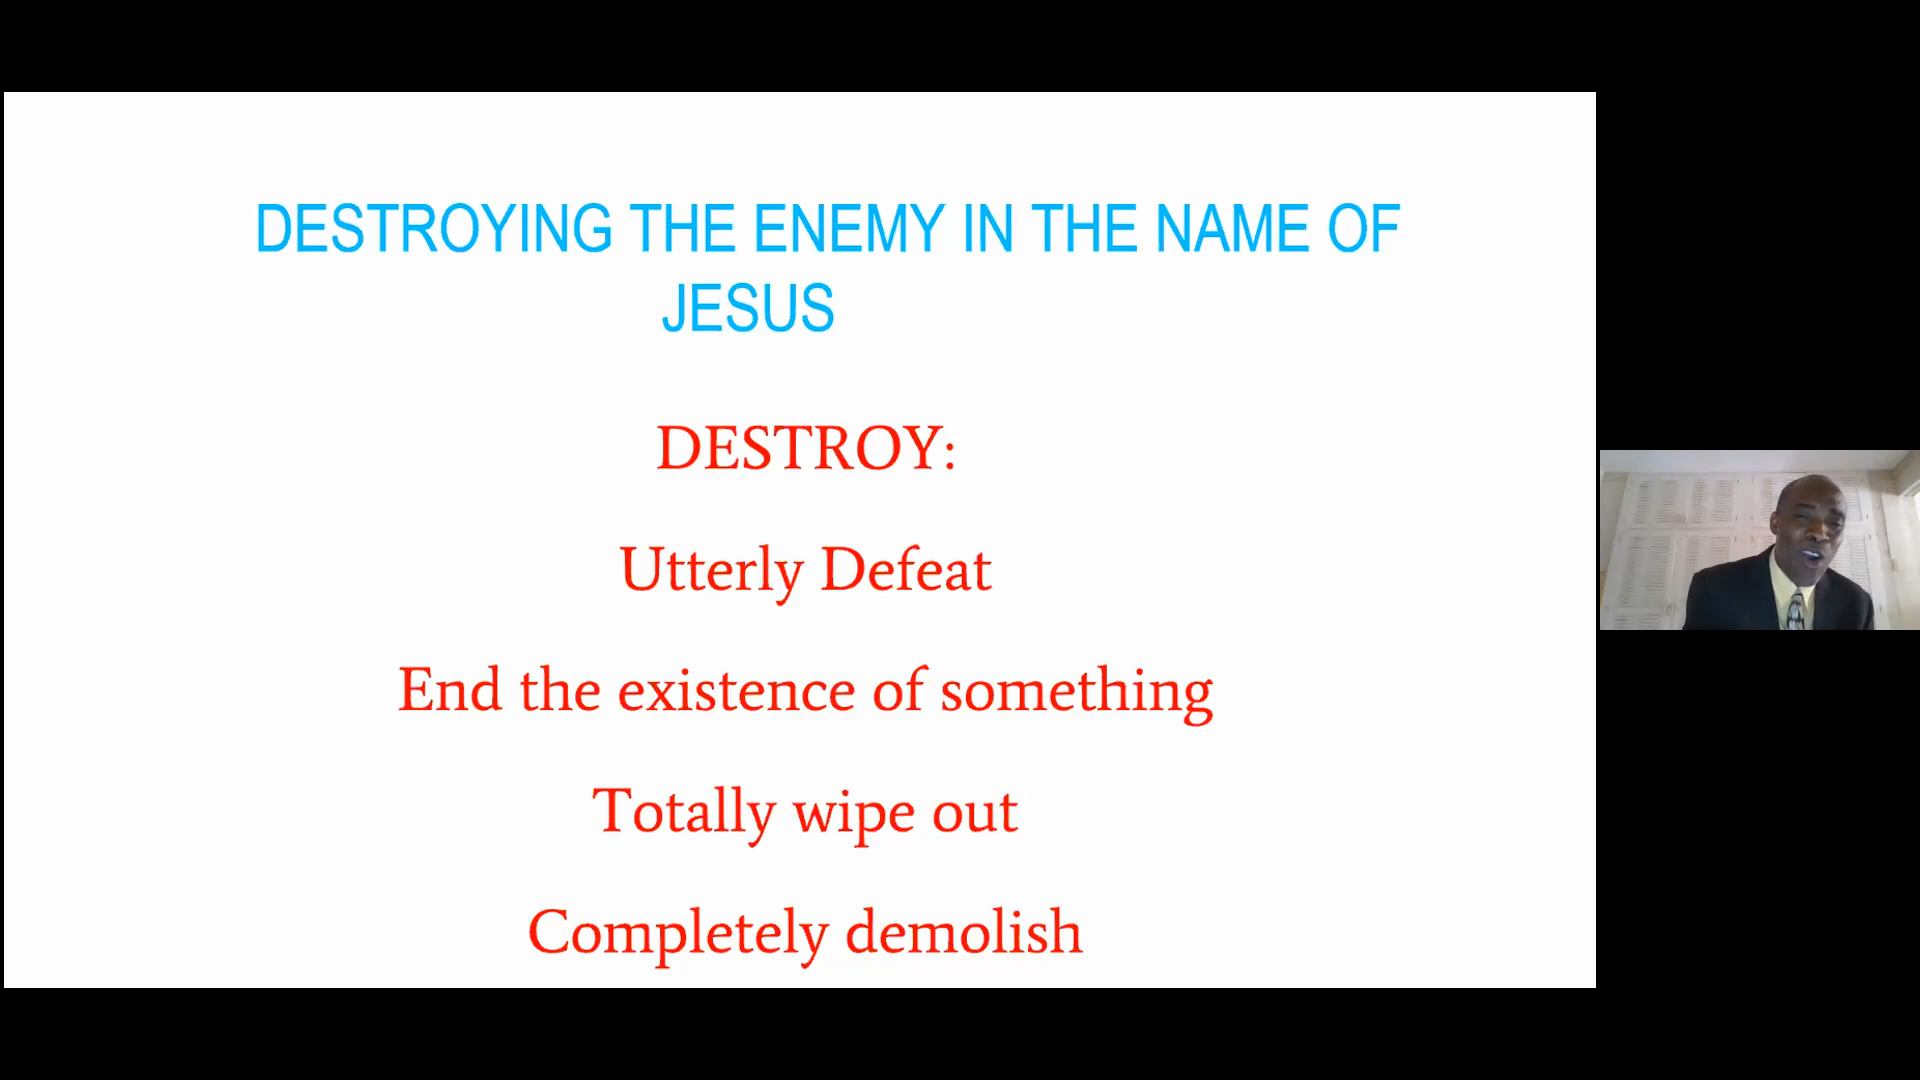 DESTROYING THE ENEMY IN THE NAME OF
JESUS
DESTROY:
Utterly Defeat
End the existence of something
Totally wipe out
Completely demolish